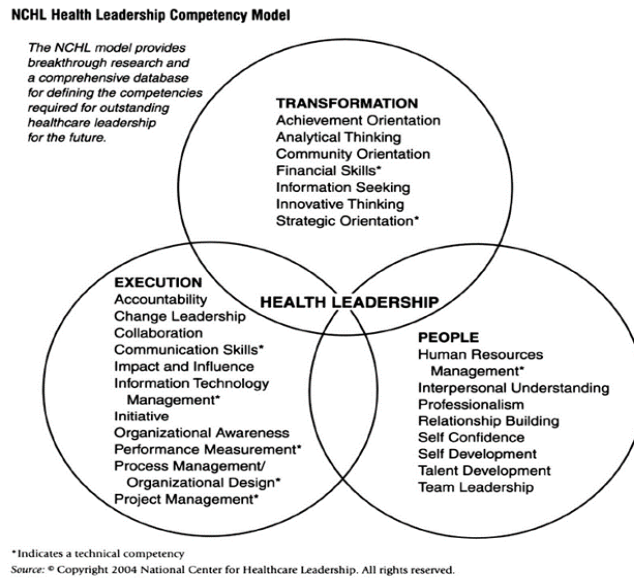 NCHL Health Leadership Competency Model
The NCHL model provides
breakthrough research and
a comprehensive database
for defining the competencies
required for outstanding
healthcare leadership
for the future.
TRANSFORMATION
Achievement Orientation
Analytical Thinking
Community Orientation
Financial Skills*
Information Seeking
Innovative Thinking
Strategic Orientation*
HEALTH LEADERSHIP
EXECUTION
Accountability
Change Leadership
Collaboration
Communication Skills*
Impact and Influence
Information Technology
Management*
Initiative
Organizational Awareness
Performance Measurement*
Process Management/
Organizational Design*
Project Management*
PEOPLE
Human Resources
Management*
Interpersonal Understanding
Professionalism
Relationship Building
Self Confidence
Self Development
Talent Development
Team Leadership
*Indicates a technical competency
Source: © Copyright 2004 National Center for Healthcare Leadership. All rights reserved.